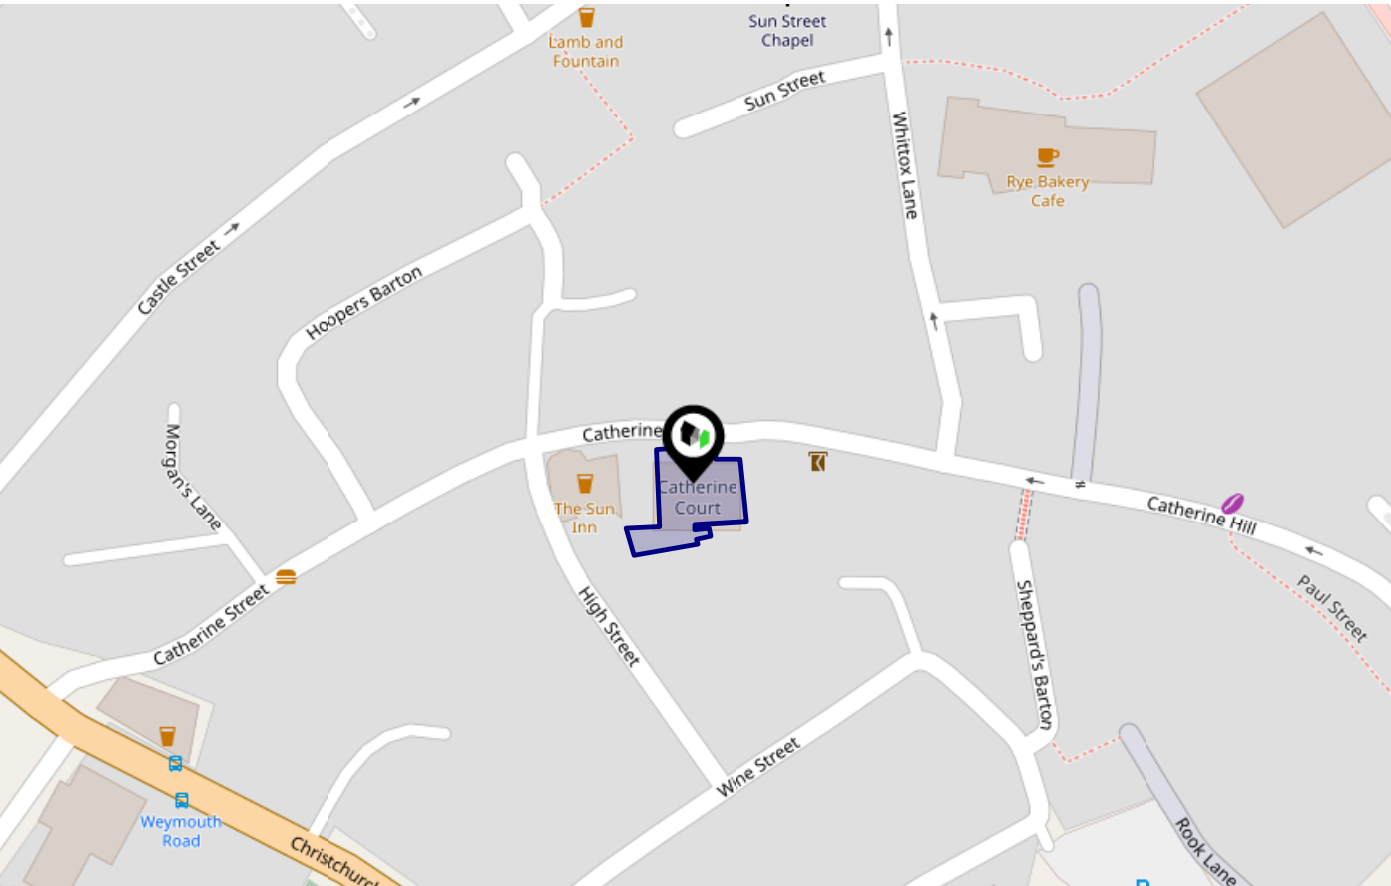 Lamb and
Fountain
Sun Street
Chapel
Sun Street
Whittox Lane
Rye Bakery
Cafe
Castle Street
Hoopers Barton
Morgan's Lane
Catherine
Catherine
Court
The Sun
Inn
Catherine Hill
Paul Street
Catherine Street
High Street
Sheppard's Barton
Wine Street
Weymouth
Road
Christchurch
Rook Lane